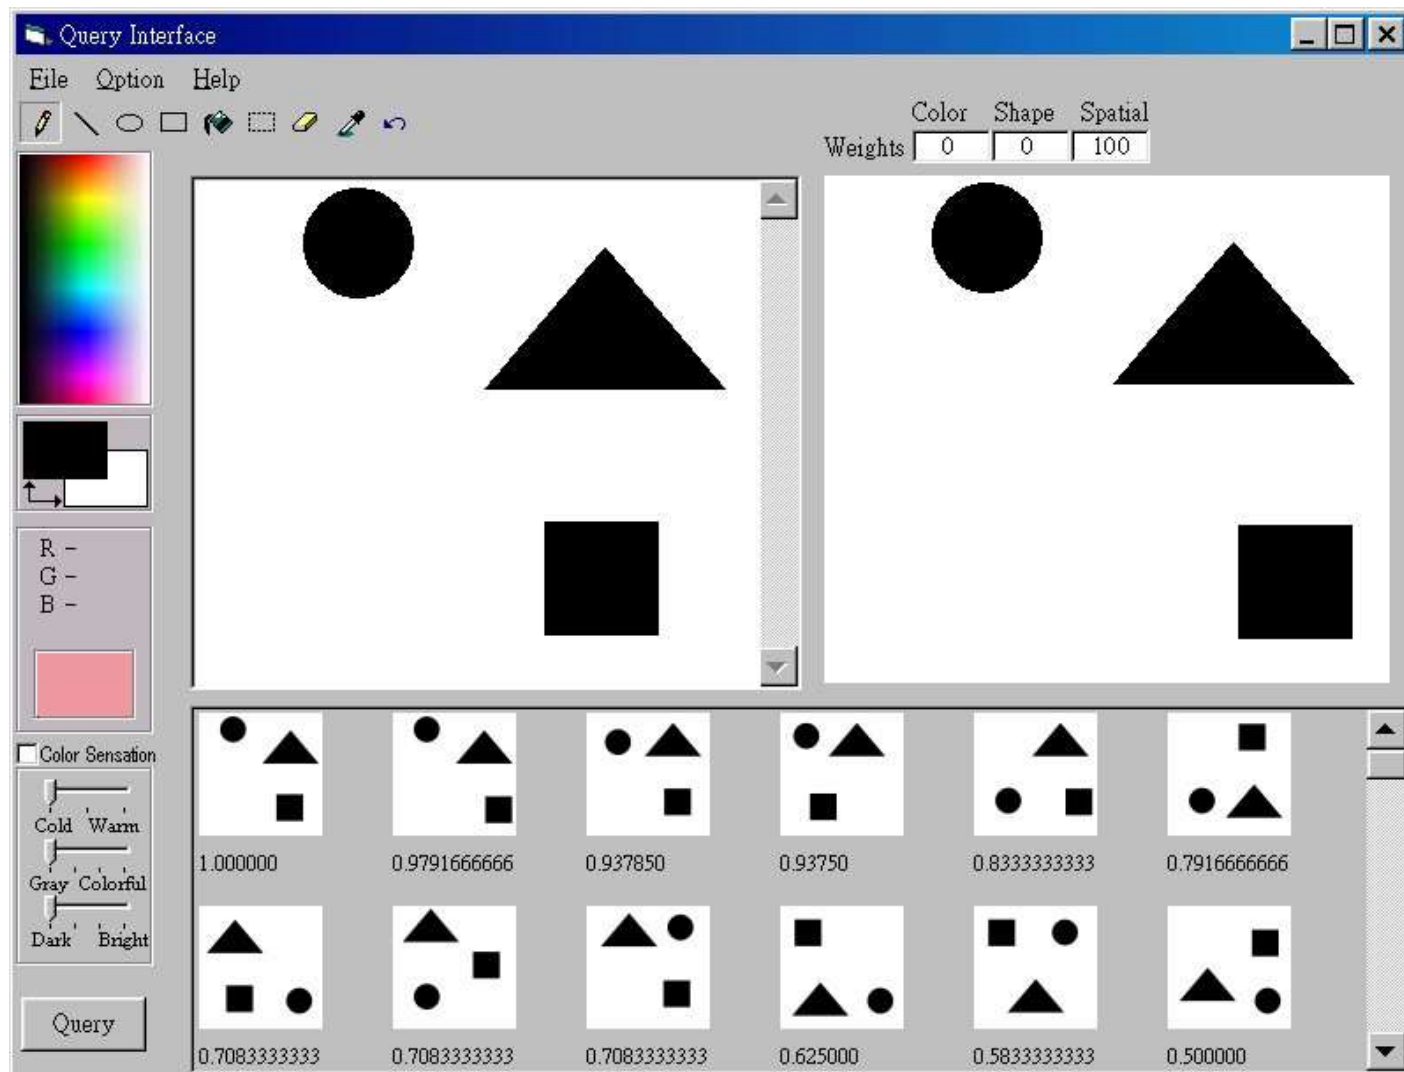 Query Interface
File Option Help
Color Shape Spatial
Weights 0 0 100
R -
G -
B -
Color Sensation
Cold Warm
Gray Colorful
Dark Bright
Query
1.000000 0.9791666666 0.937850 0.93750 0.8333333333 0.7916666666
0.7083333333 0.7083333333 0.7083333333 0.625000 0.5833333333 0.500000